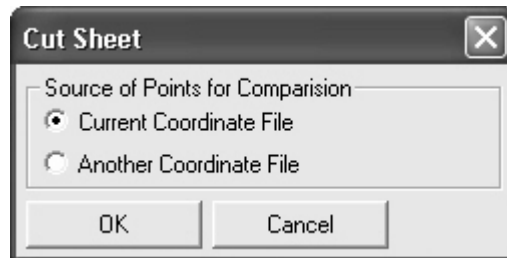 Cut Sheet
Source of Points for Comparision
Current Coordinate File
Another Coordinate File
OK Cancel